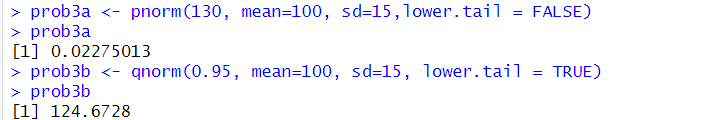 > prob3a <- pnorm(130, mean=100, sd=15,lower.tail = FALSE)
> prob3a
[1] 0.02275013
> prob3b <- qnorm(0.95, mean=100, sd=15, lower.tail = TRUE)
> prob3b
[1] 124.6728